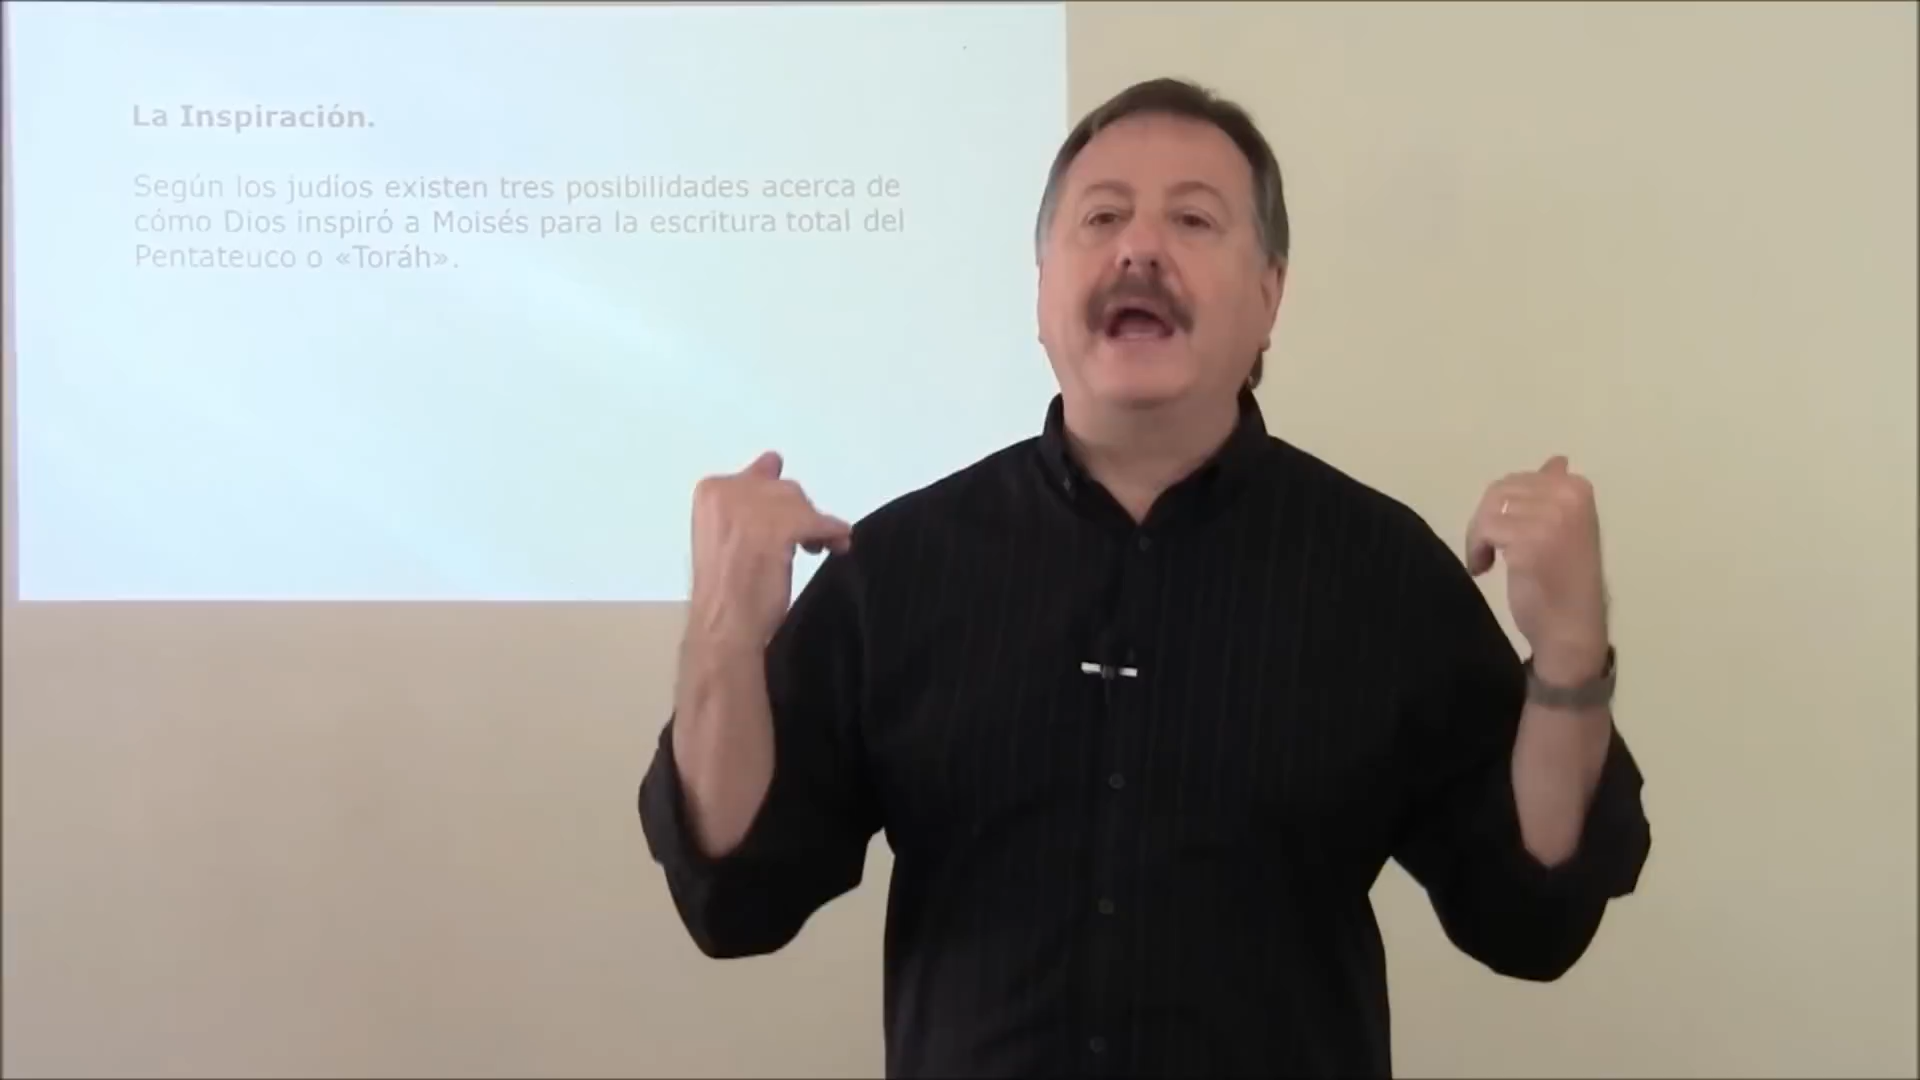 La Inspiración.
Según los judíos existen tres posibilidades acerca de
cómo Dios inspiró a Moisés para la escritura total del
Pentateuco o «Toráh».